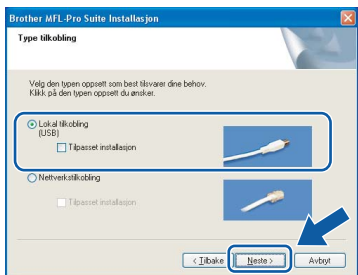 Brother MFL-Pro Suite Installasjon
Type tilkobling
Velg den typen oppsett som best tilsvarer dine behov.
Klikk på den typen oppsett du ønsker.
Lokal tilkobling
(USB)
Tilpasset installasjon
Nettverkstilkobling
Tilpasset installasjon
< Tilbake Neste > Avbryt